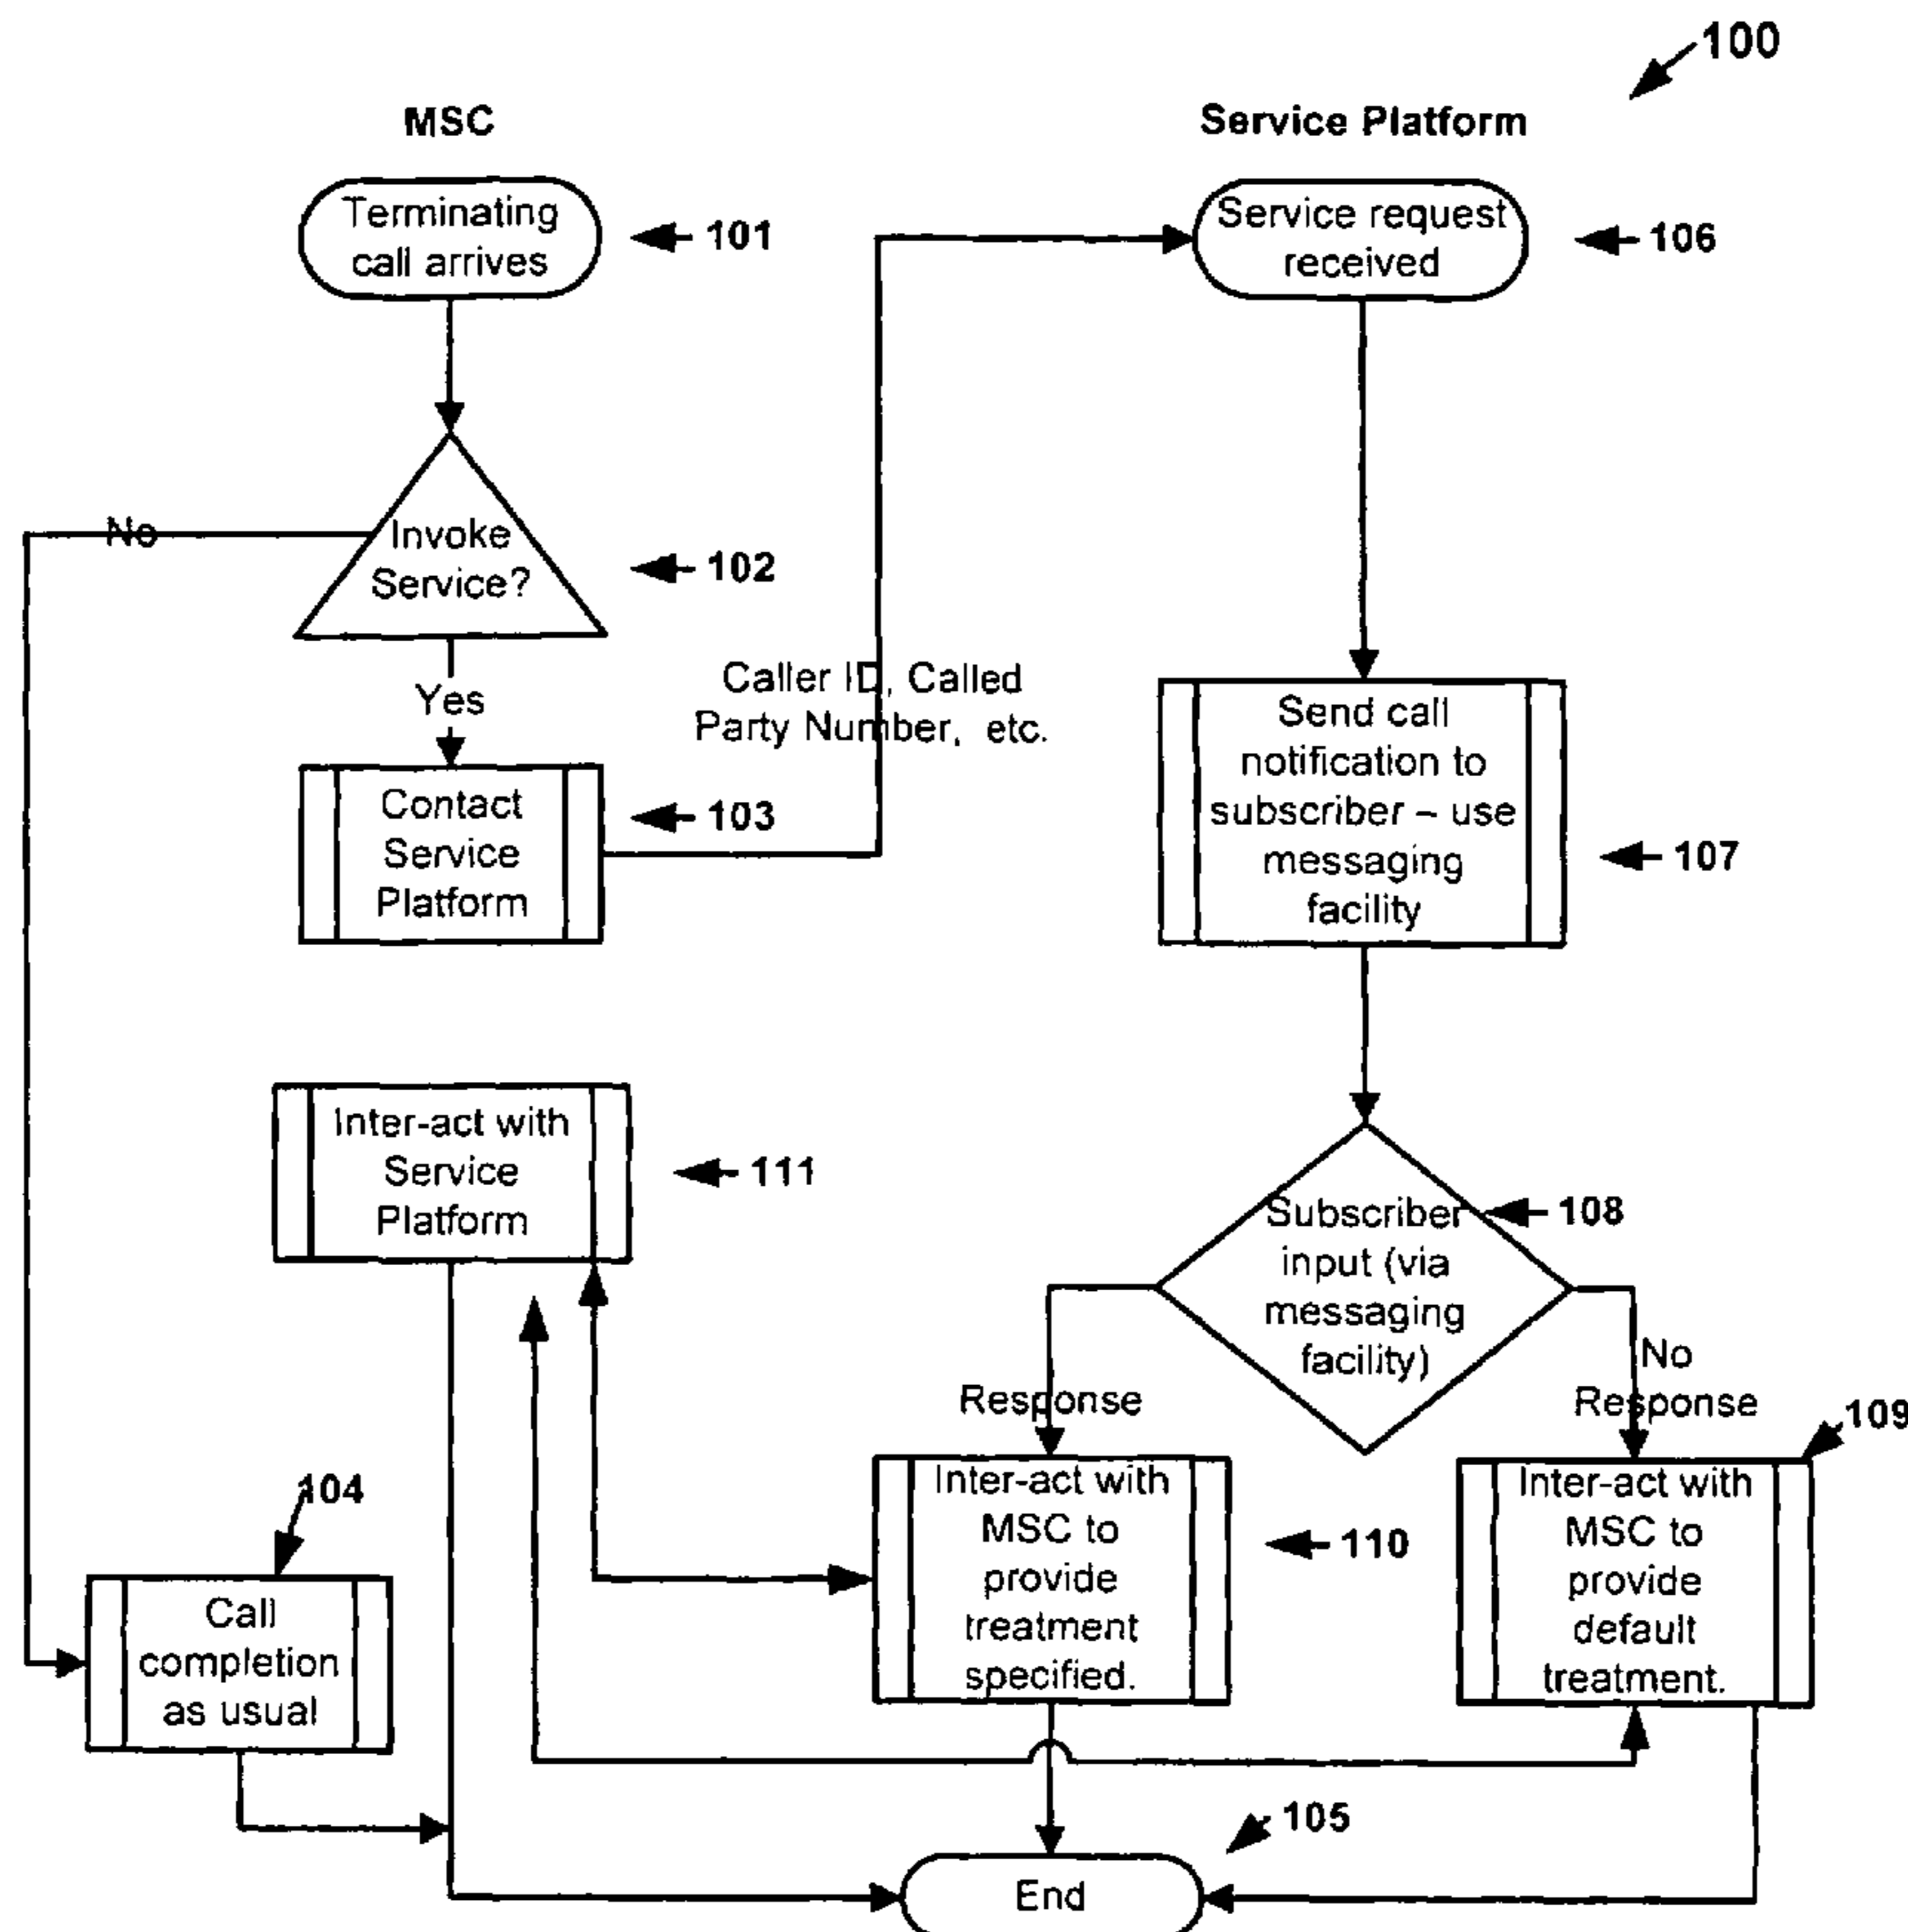 100
MSC
Service Platform
Terminating
call arrives
101
Service request
received
106
No
Invoke
Service?
102
Yes
Caller ID, Called
Party Number, etc.
Contact
Service
Platform
103
Send call
notification to
subscriber – use
messaging
facility
107
Inter-act with
Service
Platform
111
Subscriber
input (via
messaging
facility)
108
Response
No
Response
109
104
Inter-act with
MSC to
provide
treatment
specified.
110
Inter-act with
MSC to
provide
default
treatment.
Call
completion
as usual
105
End